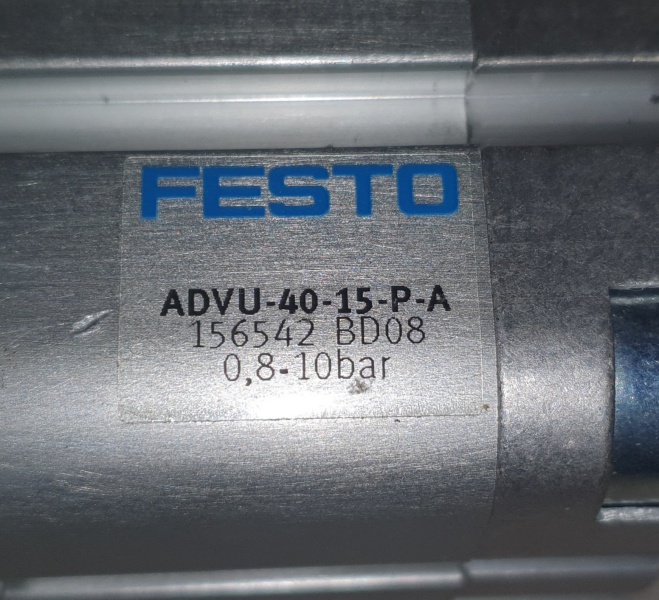 FESTO
ADVU-40-15-P-A
156542 BD08
0,8-10bar